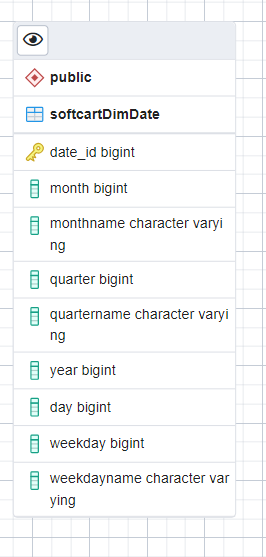 public
softcartDimDate
date_id bigint
month bigint
monthname character varyi
ng
quarter bigint
quartername character varyi
ng
year bigint
day bigint
weekday bigint
weekdayname character var
ying